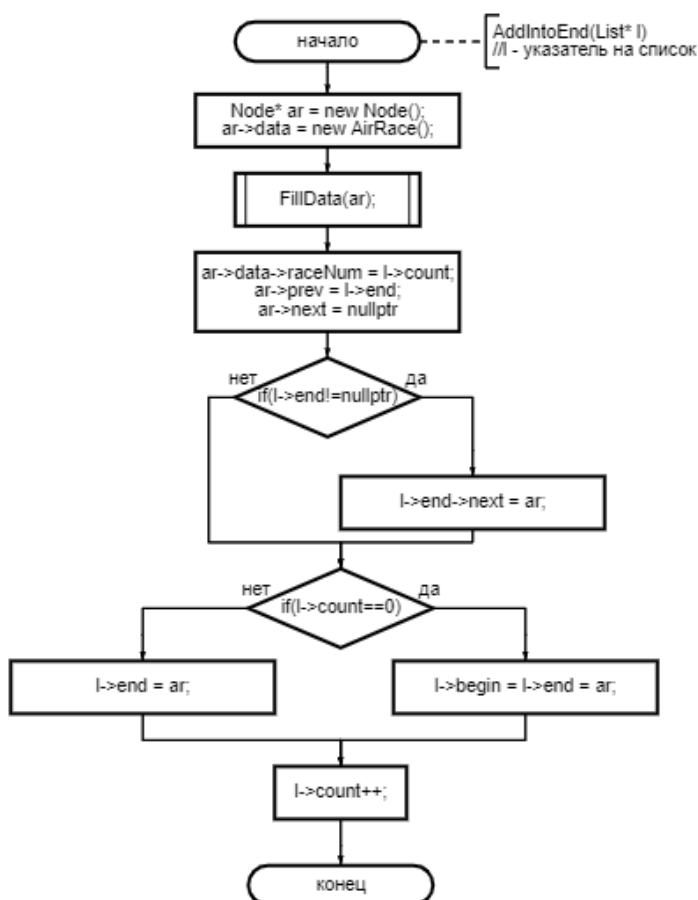 начало
AddIntoEnd(List* l)
//l - указатель на список
Node* ar = new Node();
ar->data = new AirRace();
FillData(ar);
ar->data->raceNum = l->count;
ar->prev = l->end;
ar->next = nullptr
нет
да
if(l->end!=nullptr)
l->end->next = ar;
нет
да
if(l->count==0)
l->end = ar;
l->begin = l->end = ar;
l->count++;
конец